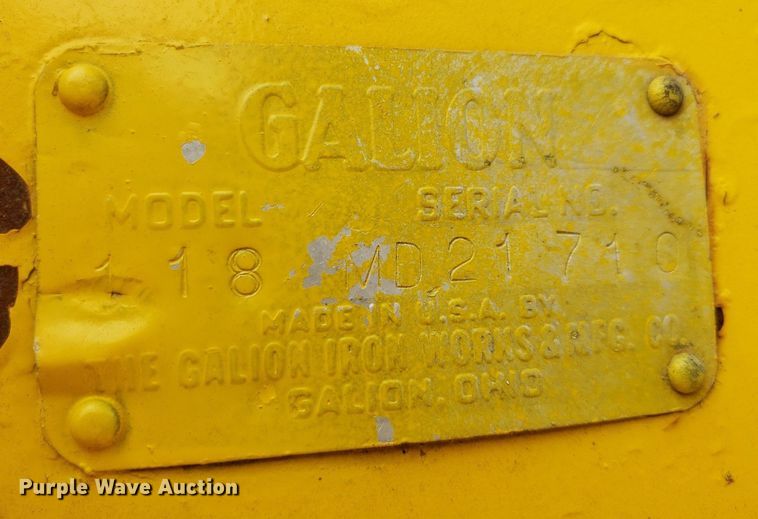 GALION
MODEL SERIAL NO.
118 MD21710
MADE IN U.S.A. BY
THE GALION IRON WORKS & MFG. CO.
GALION, OHIO
Purple Wave Auction